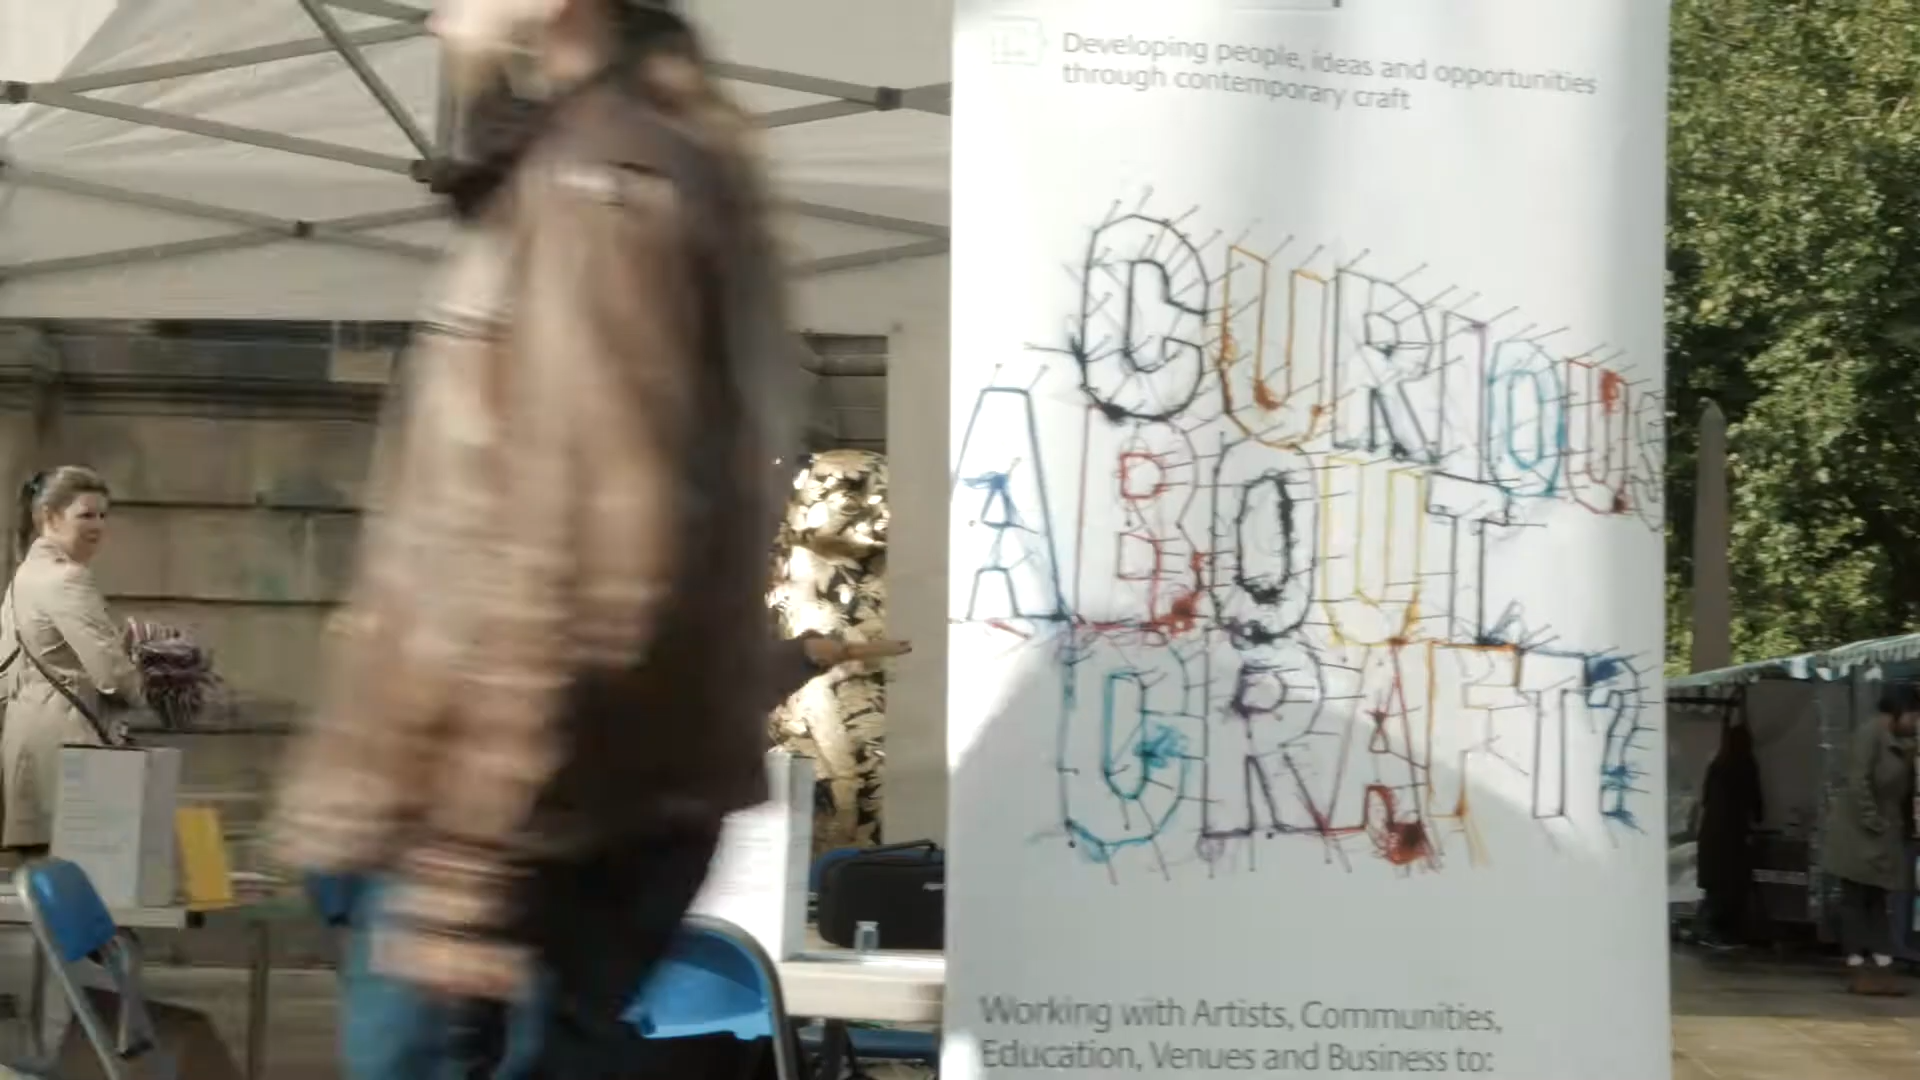 Developing people, ideas and opportunities
through contemporary craft
CURIOUS
ABOUT
CRAFT?
Working with Artists, Communities,
Education, Venues and Business to: